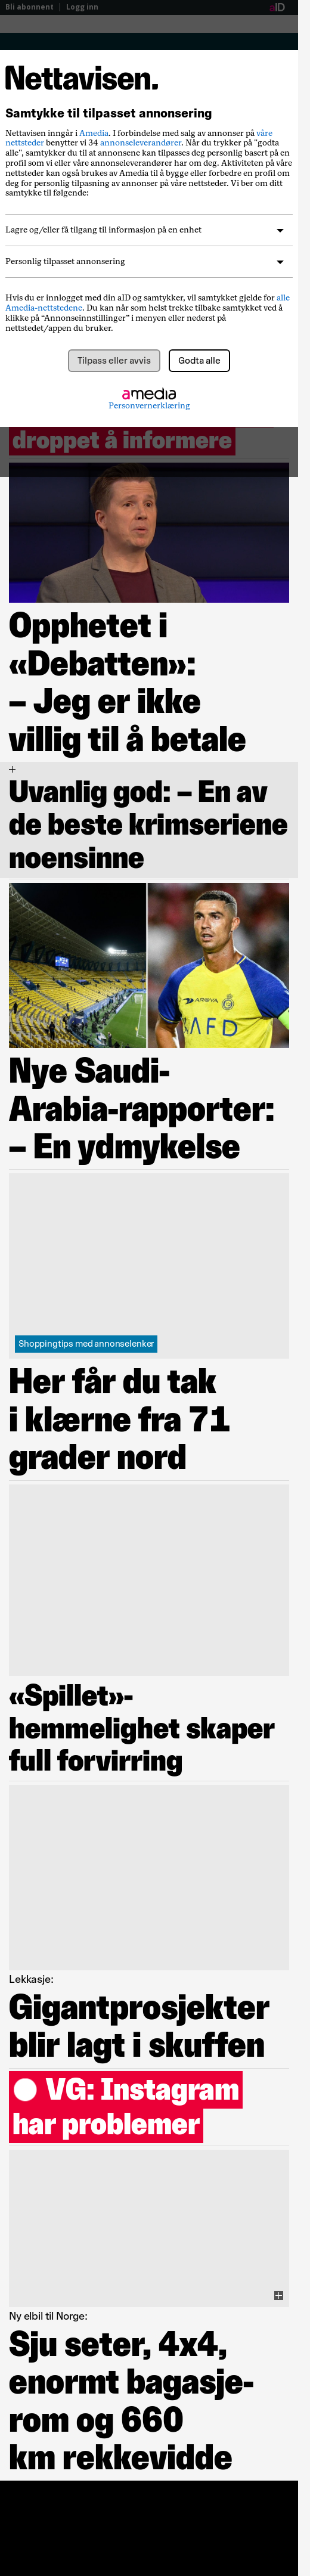 Bli abonnent | Logg inn
aID
Nettavisen.
Samtykke til tilpasset annonsering
Nettavisen inngår i Amedia. I forbindelse med salg av annonser på våre
nettsteder benytter vi 34 annonseleverandører. Når du trykker på "godta
alle", samtykker du til at annonsene kan tilpasses deg personlig basert på en
profil som vi eller våre annonseleverandører har om deg. Aktiviteten på våre
nettsteder kan også brukes av Amedia til å bygge eller forbedre en profil om
deg for personlig tilpasning av annonser på våre nettsteder. Vi ber om ditt
samtykke til følgende:
Lagre og/eller få tilgang til informasjon på en enhet
Personlig tilpasset annonsering
Hvis du er innlogget med din aID og samtykker, vil samtykket gjelde for alle
Amedia-nettstedene. Du kan når som helst trekke tilbake samtykket ved å
klikke på “Annonseinnstillinger” i menyen eller nederst på
nettstedet/appen du bruker.
Tilpass eller avvis
Godta alle
amedia
Personvernerklæring
droppet å informere
Opphetet i
«Debatten»:
– Jeg er ikke
villig til å betale
Uvanlig god: – En av
de beste krimseriene
noensinne
AROYA
AFD
Nye Saudi-
Arabia-rapporter:
– En ydmykelse
Shoppingtips med annonselenker
Her får du tak
i klærne fra 71
grader nord
«Spillet»-
hemmelighet skaper
full forvirring
Lekkasje:
Gigantprosjekter
blir lagt i skuffen
VG: Instagram
har problemer
Ny elbil til Norge:
Sju seter, 4x4,
enormt bagasje-
rom og 660
km rekkevidde